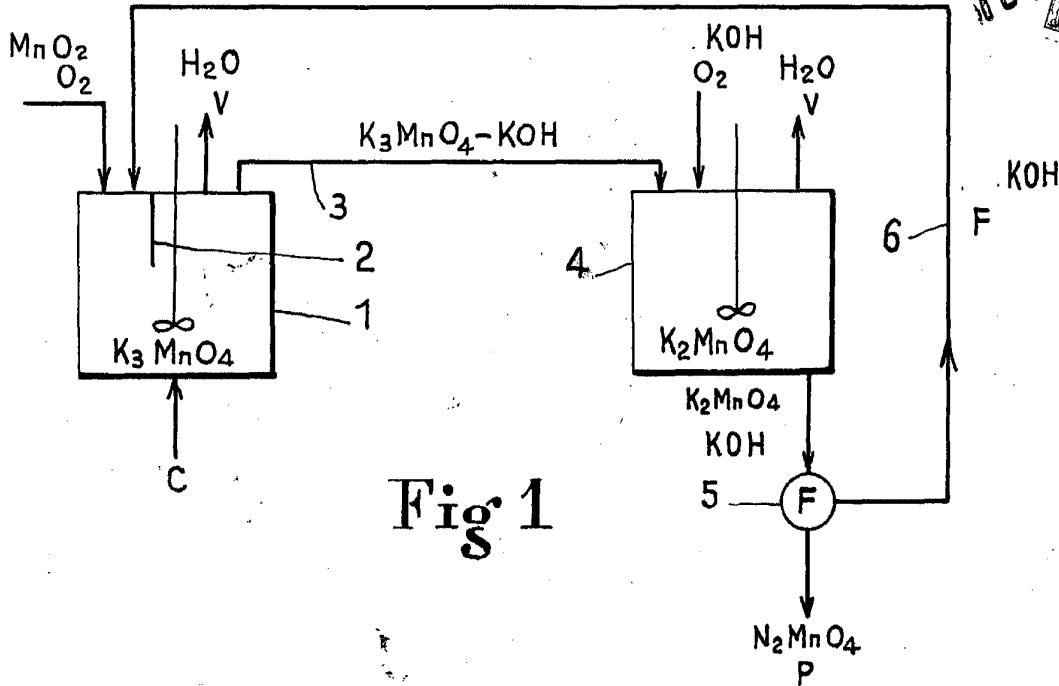 MnO2
O2
H2O
V
K3MnO4-KOH
KOH
O2
H2O
V
KOH
F
6
3
2
1
4
K3MnO4
K2MnO4
K2MnO4
KOH
C
5
F
Fig 1
N2MnO4
P